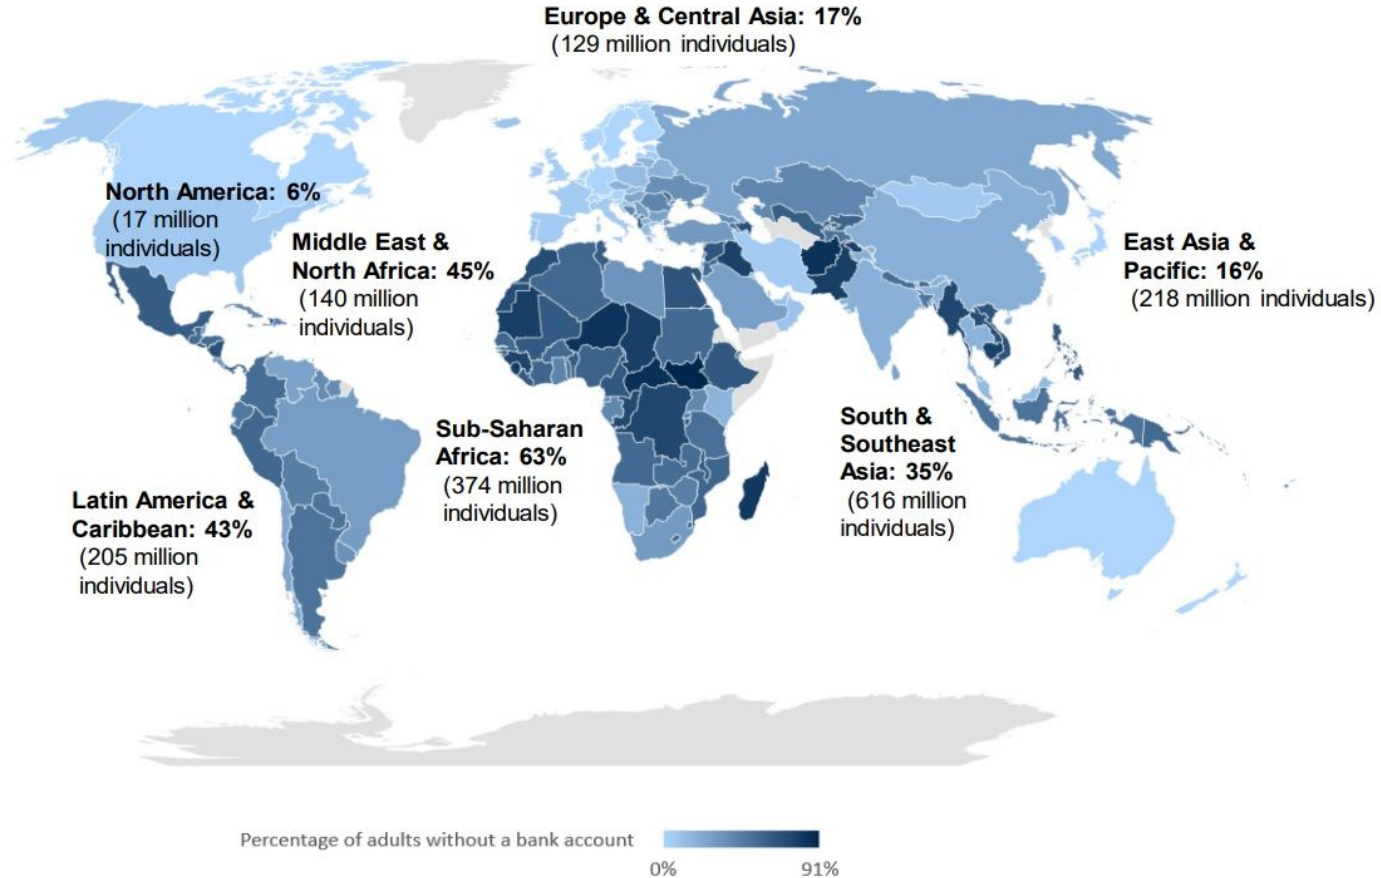 Europe & Central Asia: 17%
(129 million individuals)
North America: 6%
(17 million
individuals)
Middle East &
North Africa: 45%
(140 million
individuals)
East Asia &
Pacific: 16%
(218 million individuals)
Sub-Saharan
Africa: 63%
(374 million
individuals)
South &
Southeast
Asia: 35%
(616 million
individuals)
Latin America &
Caribbean: 43%
(205 million
individuals)
Percentage of adults without a bank account
0%
91%